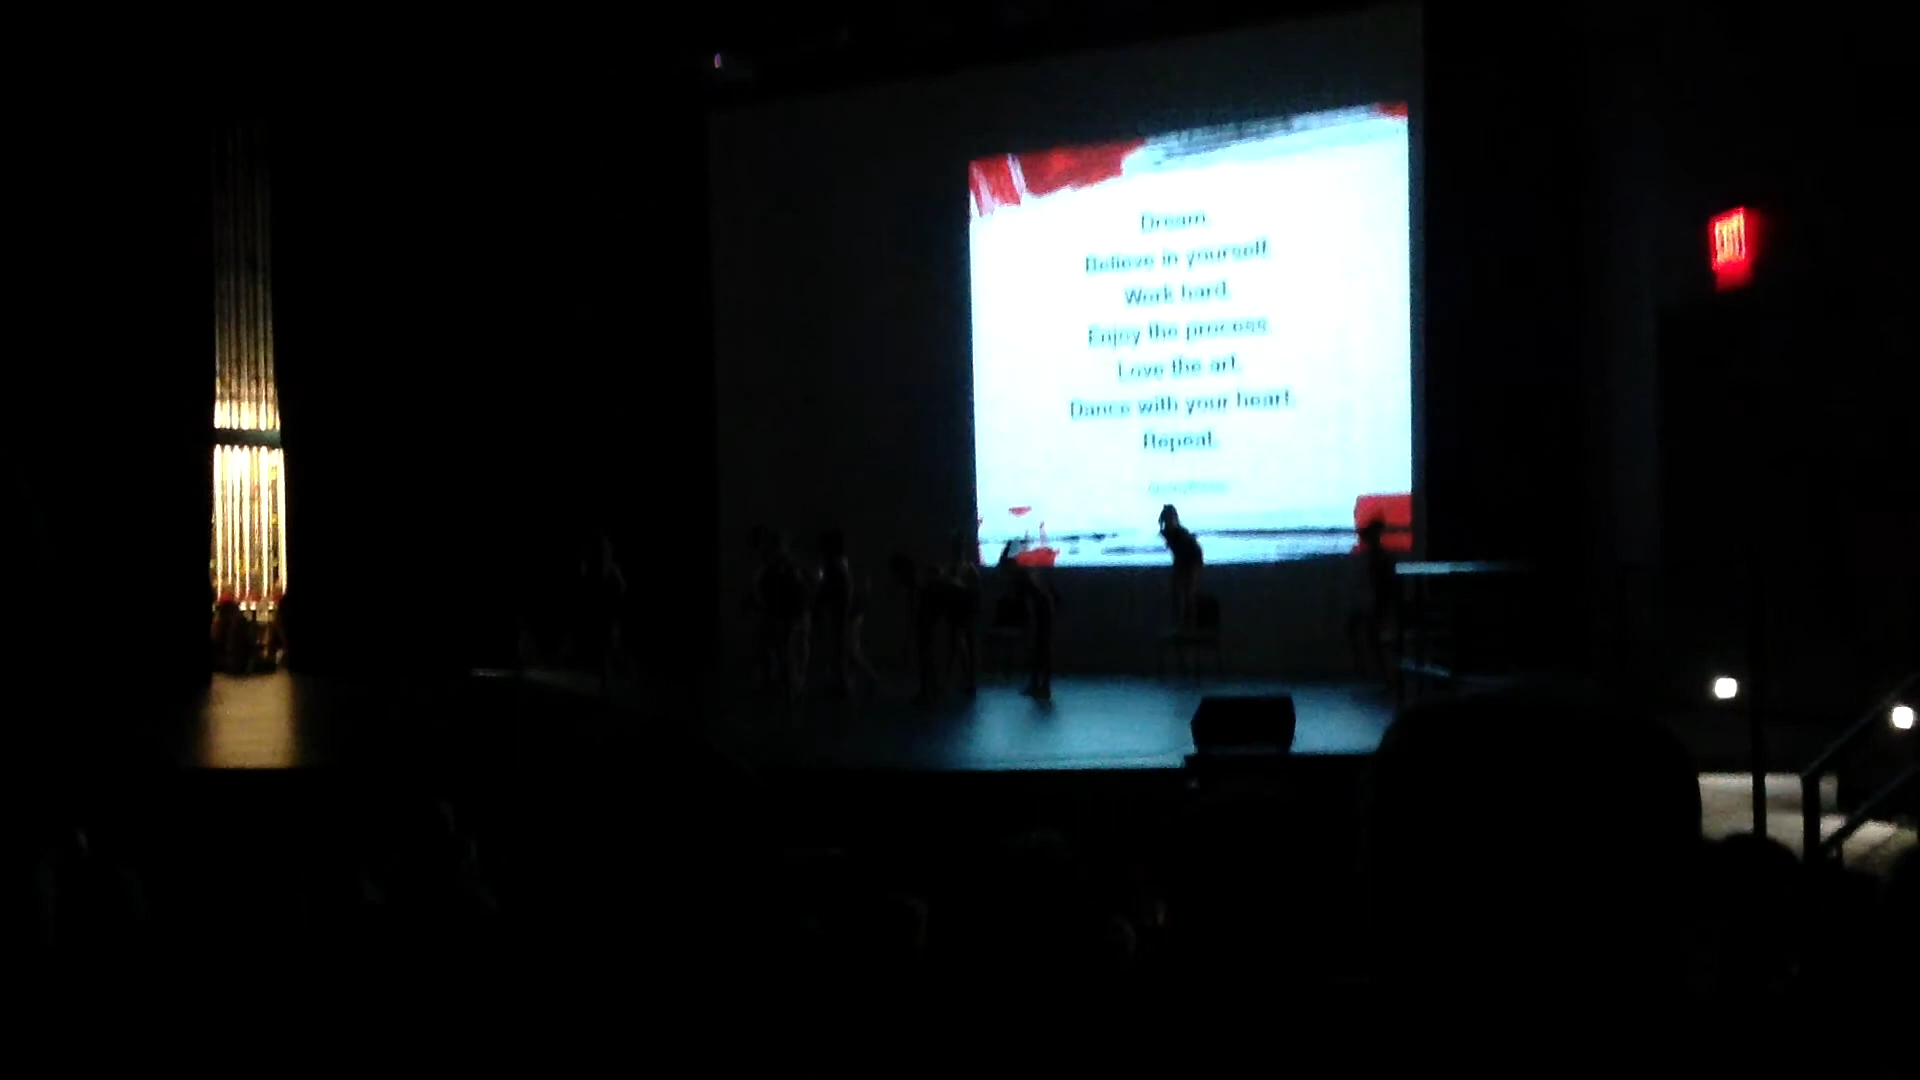 Dream.
Believe in yourself.
Work hard.
Enjoy the process.
Love the art.
Dance with your heart.
Repeat.